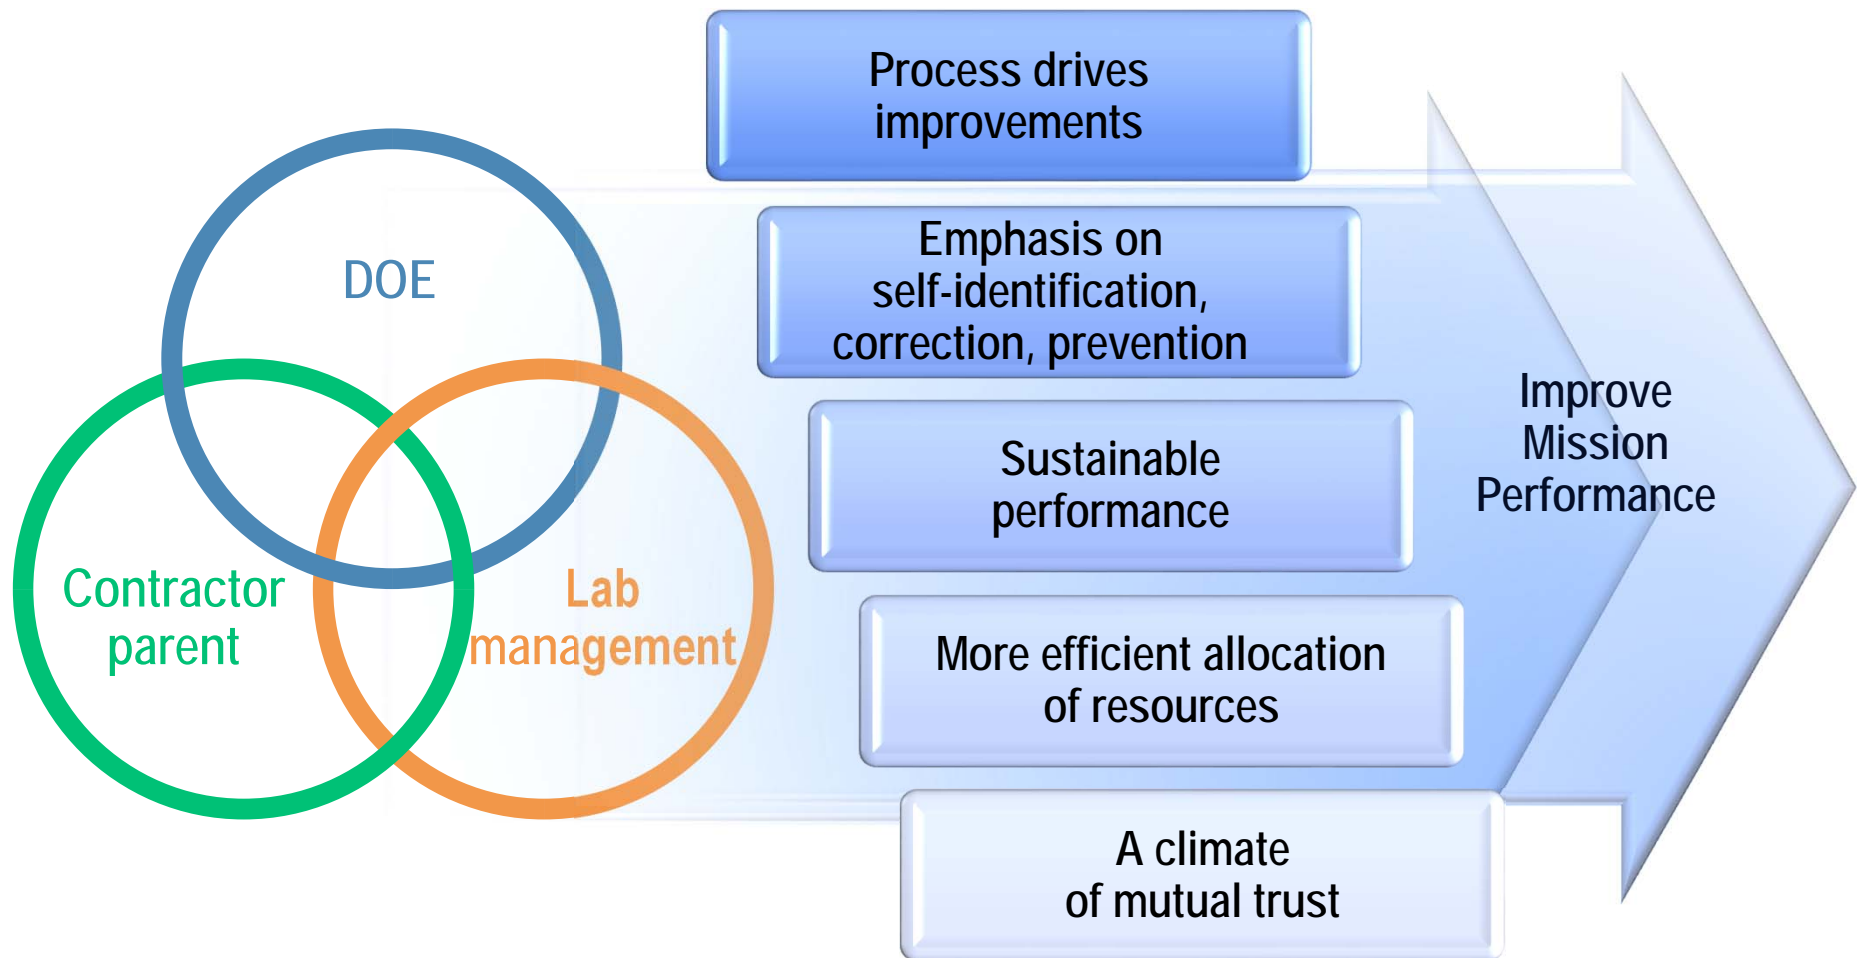 DOE
Contractor
parent
Lab
management
Process drives
improvements
Emphasis on
self-identification,
correction, prevention
Sustainable
performance
More efficient allocation
of resources
A climate
of mutual trust
Improve
Mission
Performance